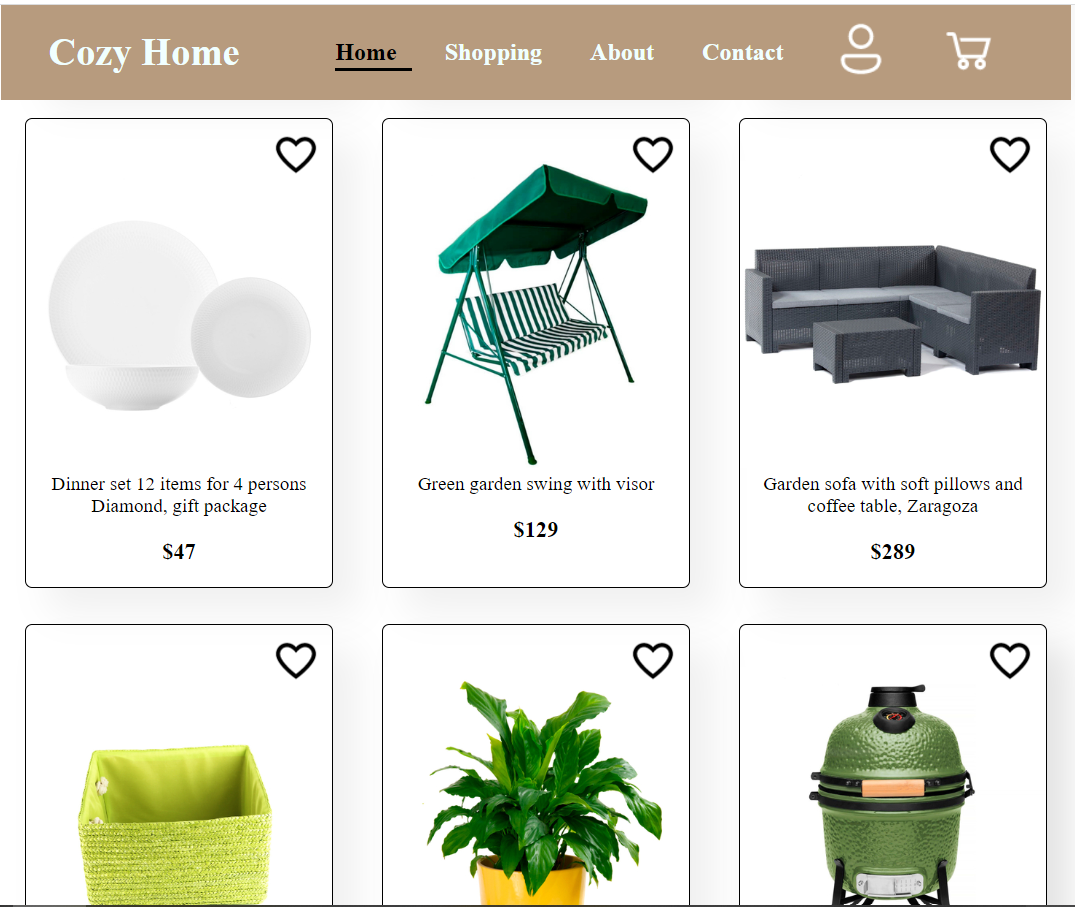 Cozy Home
Home Shopping About Contact
Dinner set 12 items for 4 persons
Diamond, gift package
$47
Green garden swing with visor
$129
Garden sofa with soft pillows and
coffee table, Zaragoza
$289